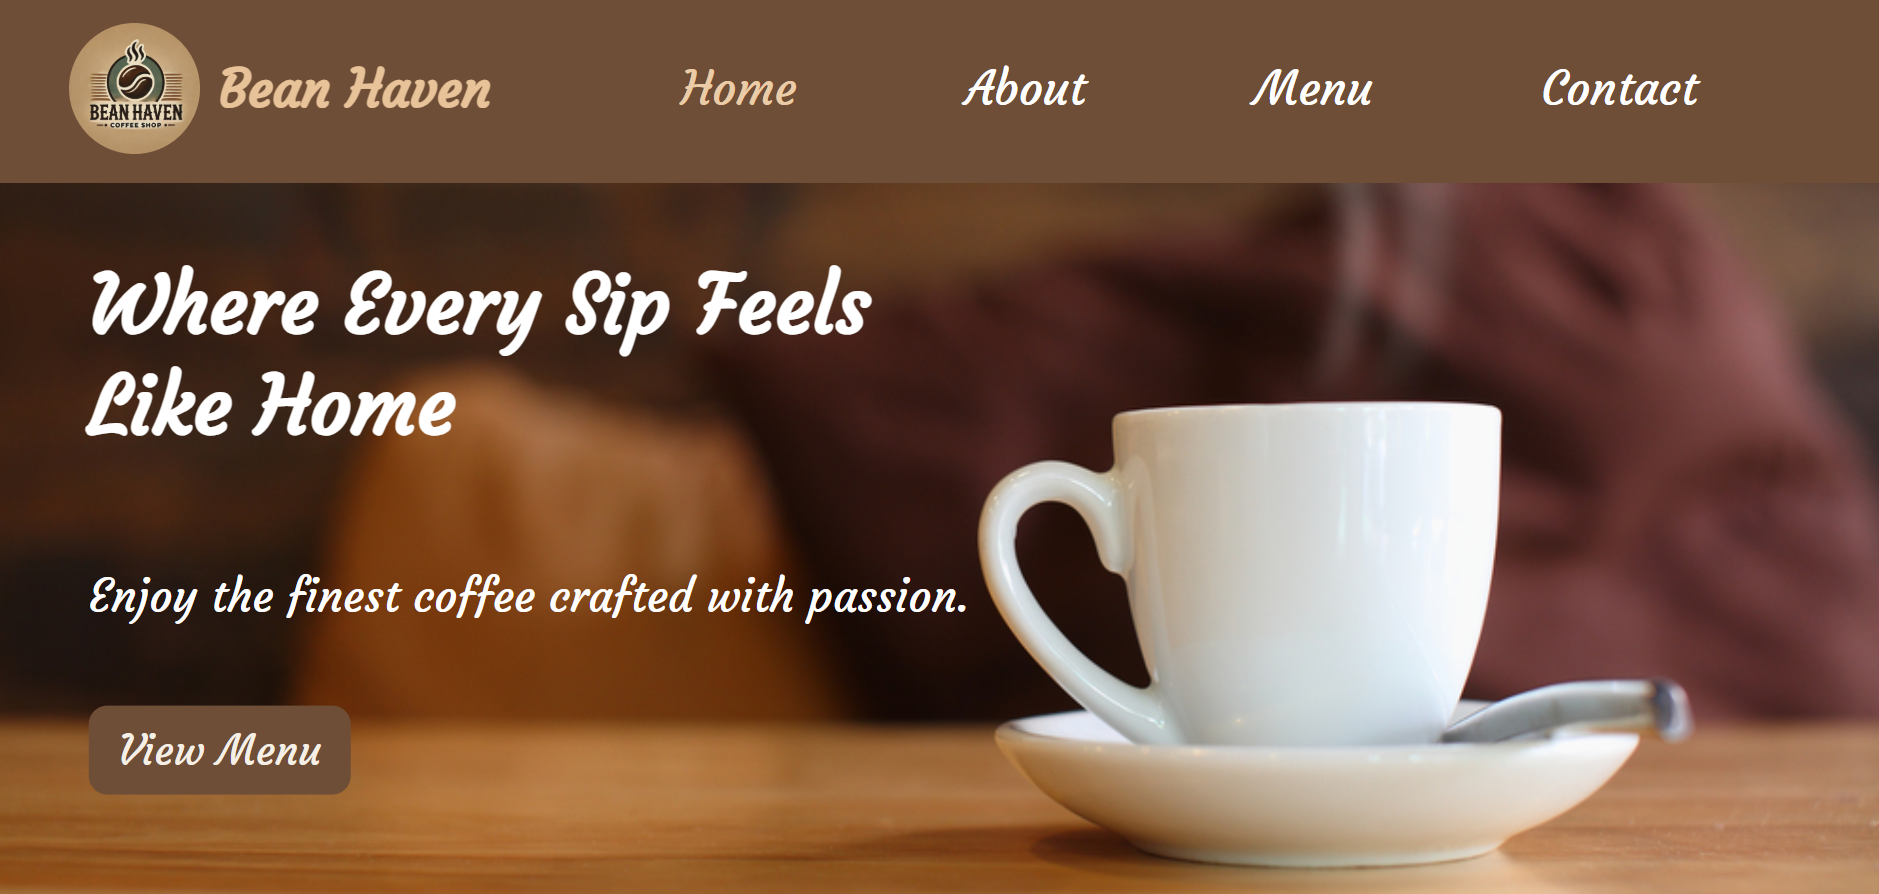 BEAN HAVEN
COFFEE SHOP
Bean Haven
Home
About
Menu
Contact
Where Every Sip Feels
Like Home
Enjoy the finest coffee crafted with passion.
View Menu